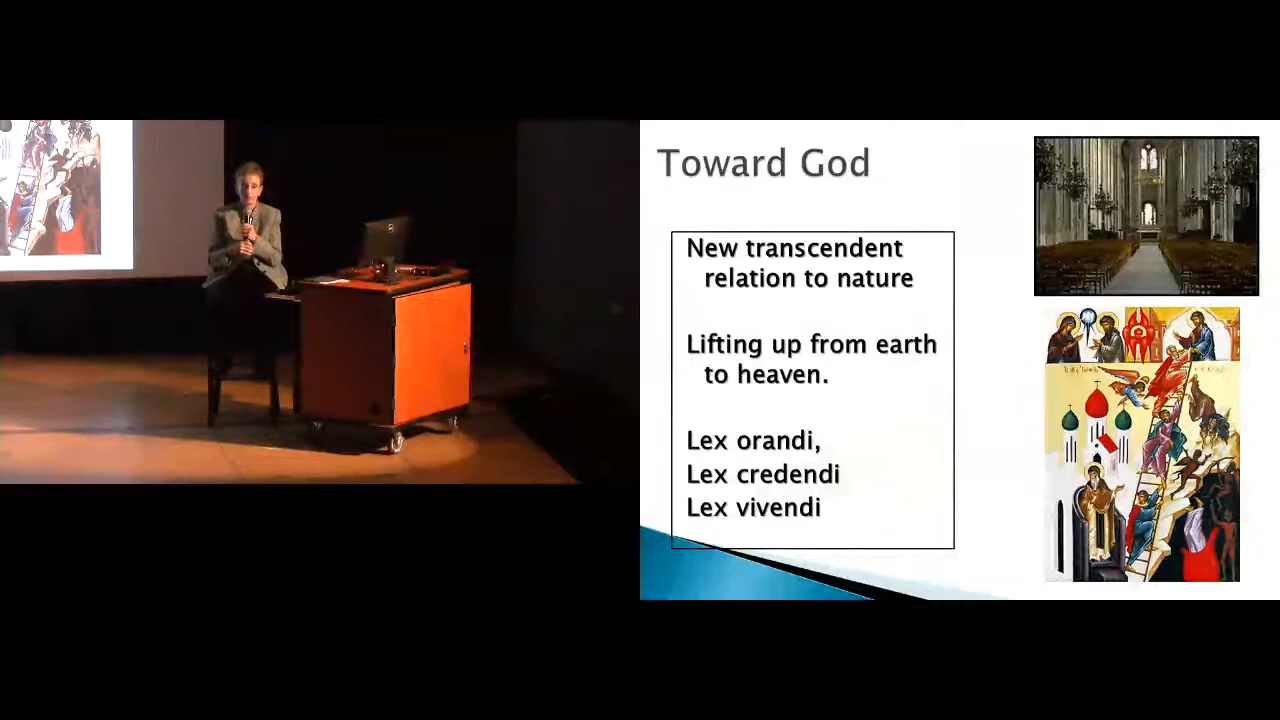 Toward God
New transcendent
relation to nature
Lifting up from earth
to heaven.
Lex orandi,
Lex credendi
Lex vivendi